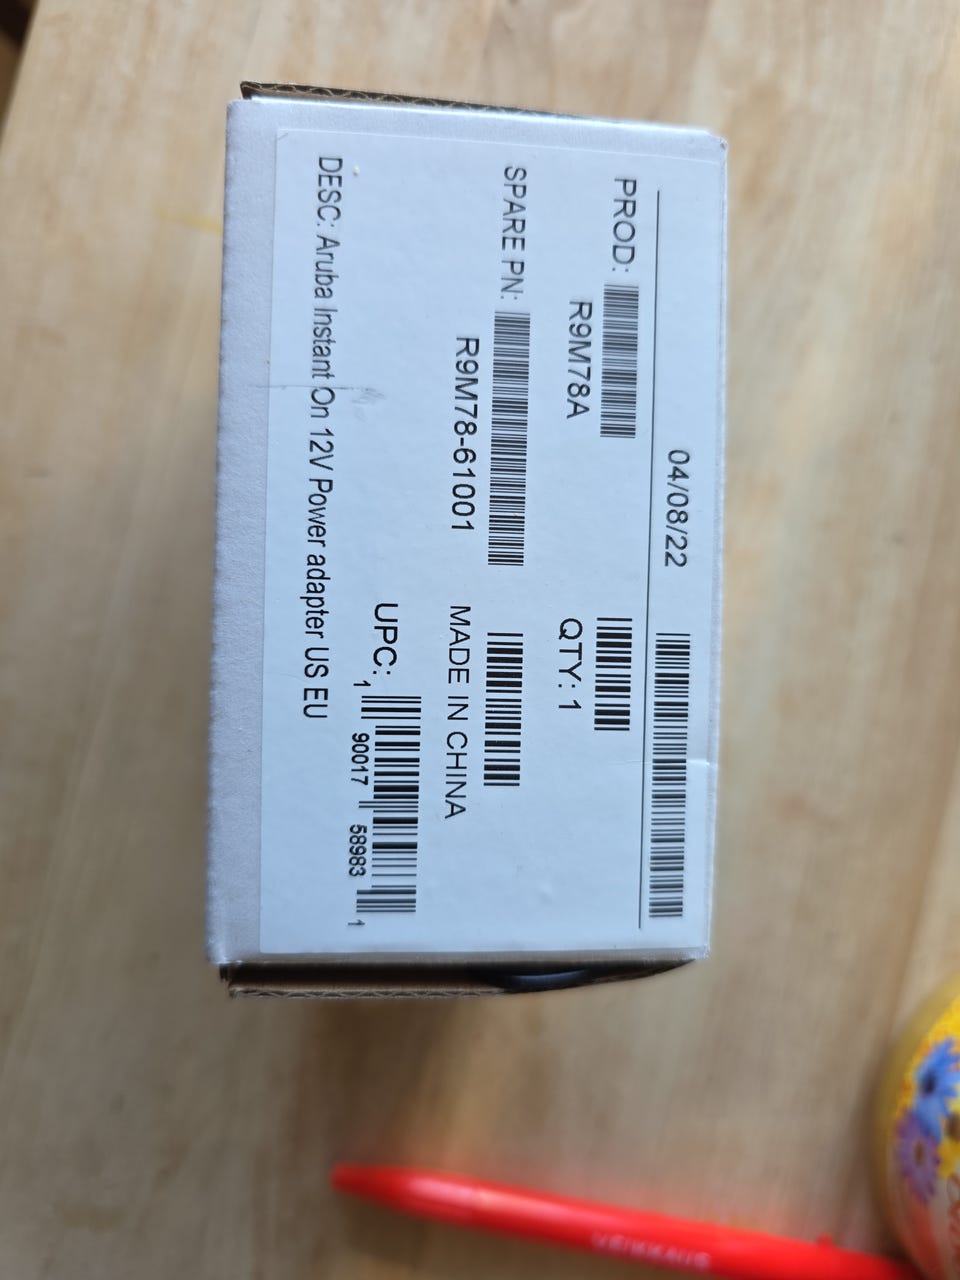 04/08/22
PROD:
R9M78A
QTY: 1
SPARE PN:
R9M78-61001
MADE IN CHINA
UPC:
1 90017 58983 1
DESC: Aruba Instant On 12V Power adapter US EU
VEIKKAUS